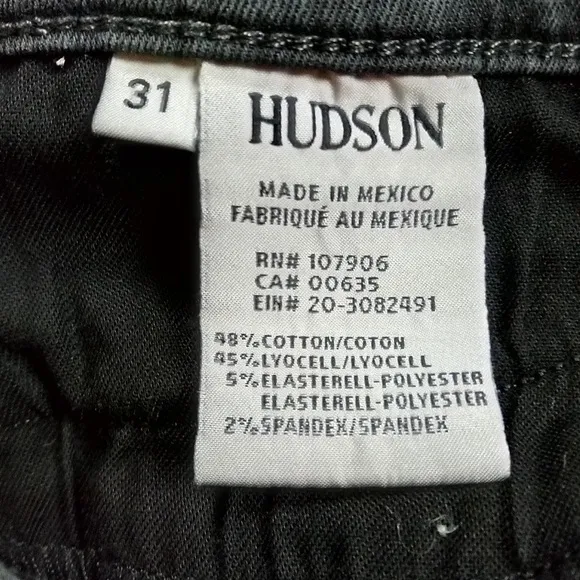 31
HUDSON
MADE IN MEXICO
FABRIQUÉ AU MEXIQUE
RN# 107906
CA# 00635
EIN# 20-3082491
48% COTTON/COTON
45% LYOCELL/LYOCELL
5% ELASTERELL-POLYESTER
ELASTERELL-POLYESTER
2% SPANDEX/SPANDEX